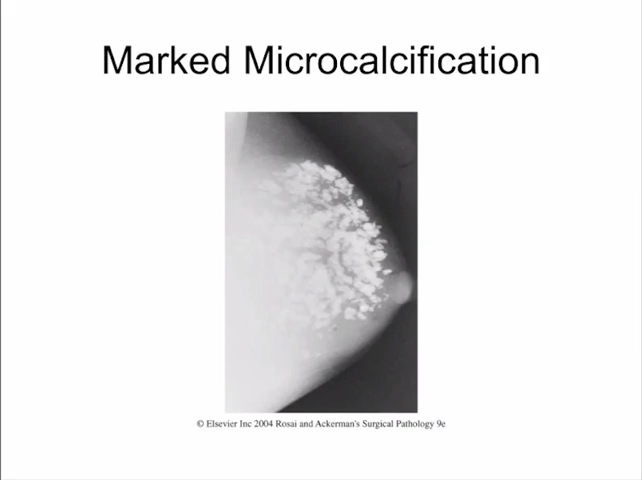 Marked Microcalcification
© Elsevier Inc 2004 Rosai and Ackerman's Surgical Pathology 9e